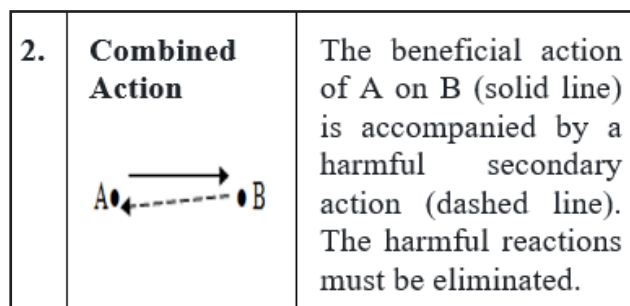 2.
Combined
Action
A
B
The beneficial action
of A on B (solid line)
is accompanied by a
harmful secondary
action (dashed line).
The harmful reactions
must be eliminated.